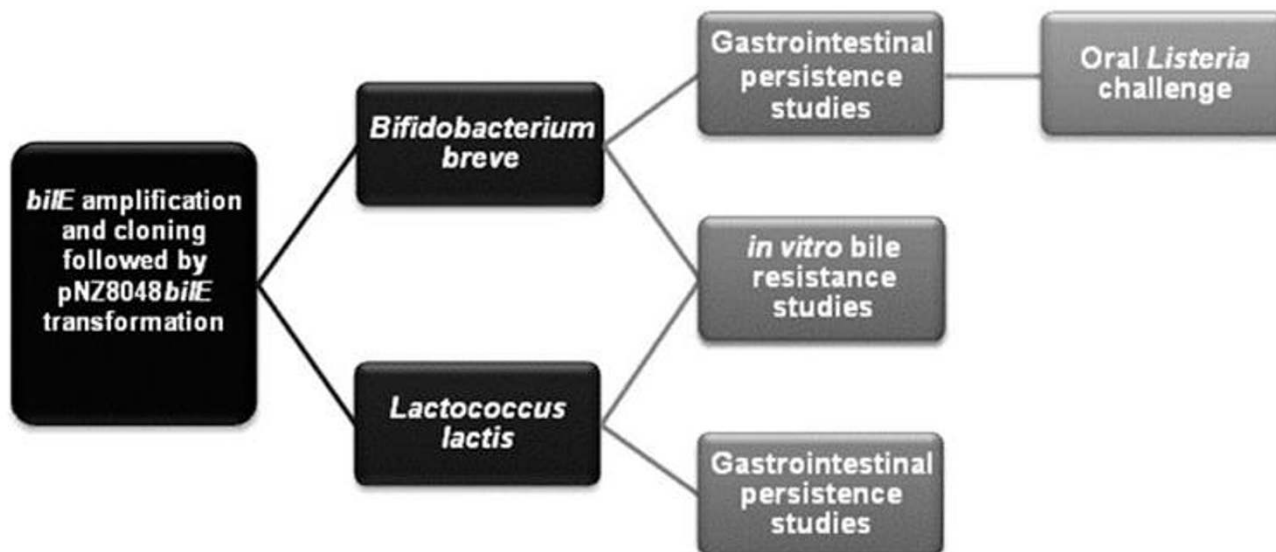 bilE amplification
and cloning
followed by
pNZ8048bilE
transformation
Bifidobacterium
breve
Lactococcus
lactis
Gastrointestinal
persistence
studies
in vitro bile
resistance
studies
Gastrointestinal
persistence
studies
Oral Listeria
challenge